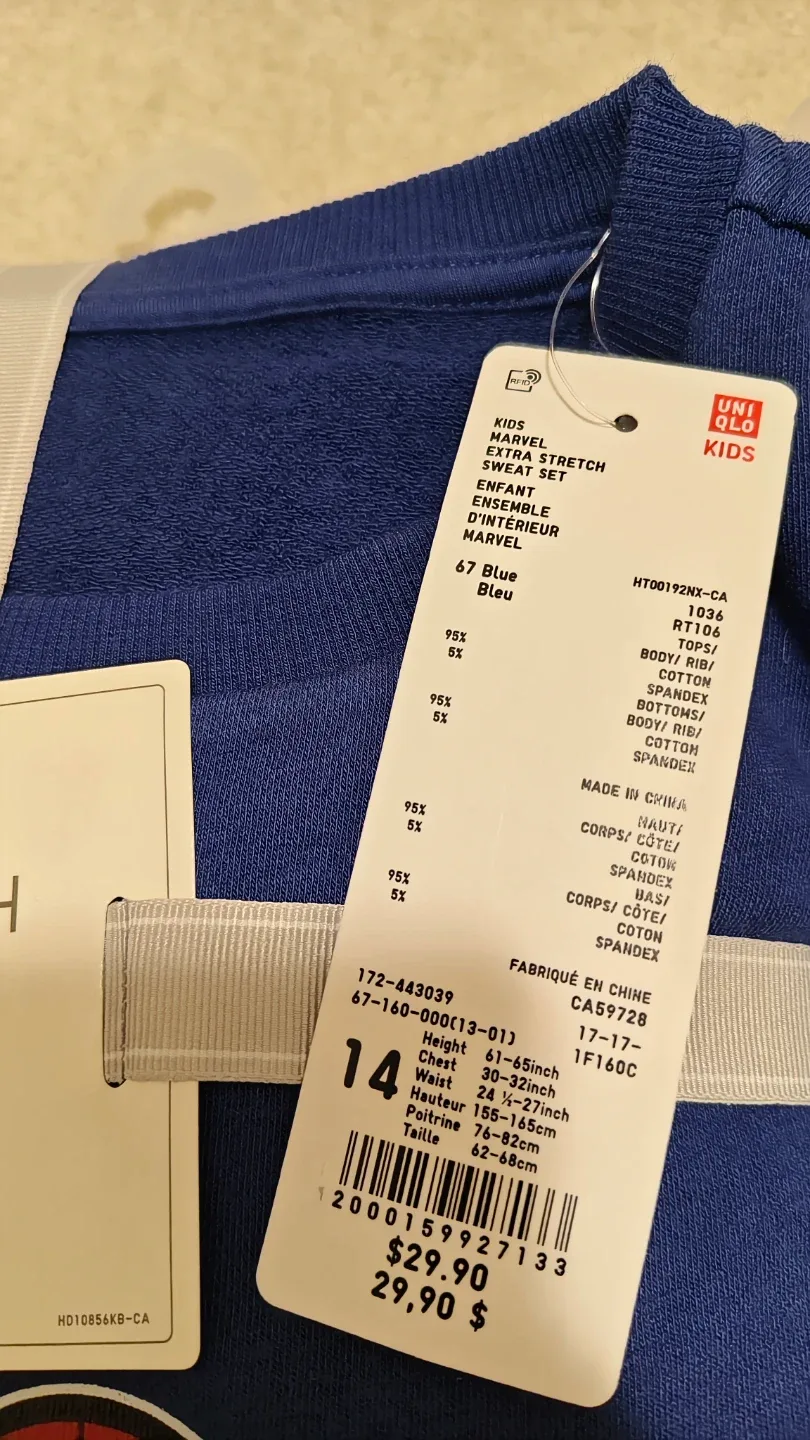 RFID
UNI
QLO
KIDS
KIDS
MARVEL
EXTRA STRETCH
SWEAT SET
ENFANT
ENSEMBLE
D'INTÉRIEUR
MARVEL
67 Blue
Bleu
HT00192NX-CA
1036
RT106
TOPS/
BODY/ RIB/
95% COTTON
5% SPANDEX
BOTTOMS/
BODY/ RIB/
95% COTTON
5% SPANDEX
MADE IN CHINA
HAUT/
CORPS/ CÔTE/
95% COTON
5% SPANDEX
BAS/
CORPS/ CÔTE/
95% COTON
5% SPANDEX
FABRIQUÉ EN CHINE
172-443039 CA59728
67-160-000(13-01) 17-17-
1F160C
14
Height 61-65inch
Chest 30-32inch
Waist 24 ½-27inch
Hauteur 155-165cm
Poitrine 76-82cm
Taille 62-68cm
2000159927133
$29.90
29,90 $
H
HD10856KB-CA